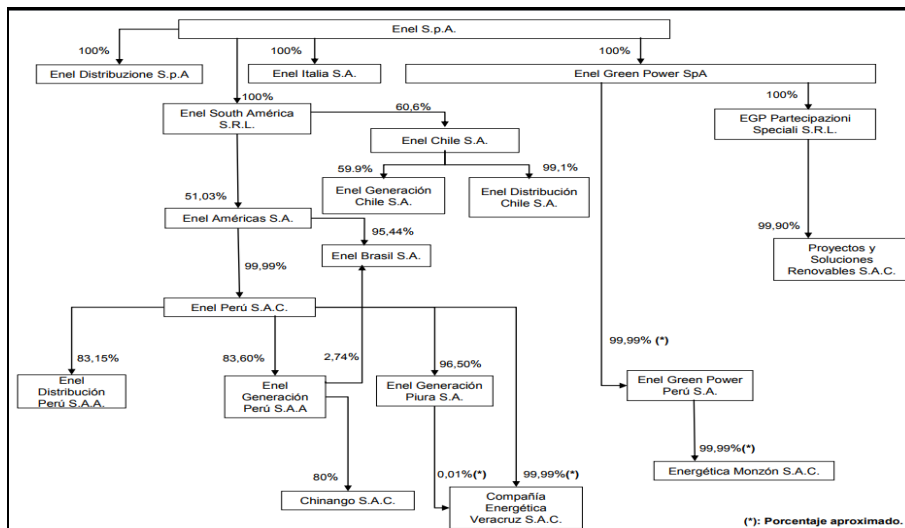 Enel S.p.A.
100%
100%
100%
Enel Distribuzione S.p.A
Enel Italia S.A.
Enel Green Power SpA
100%
60,6%
100%
Enel South América
S.R.L.
EGP Partecipazioni
Speciali S.R.L.
Enel Chile S.A.
59.9%
99,1%
Enel Generación
Chile S.A.
Enel Distribución
Chile S.A.
51,03%
Enel Américas S.A.
95,44%
99,90%
Enel Brasil S.A.
Proyectos y
Soluciones
Renovables S.A.C.
99,99%
Enel Perú S.A.C.
83,15%
83,60%
2,74%
96,50%
99,99% (*)
Enel
Distribución
Perú S.A.A.
Enel
Generación
Perú S.A.A
Enel Generación
Piura S.A.
Enel Green Power
Perú S.A.
99,99%(*)
80%
0,01%(*)
99,99%(*)
Energética Monzón S.A.C.
Chinango S.A.C.
Compañía
Energética
Veracruz S.A.C.
(*): Porcentaje aproximado.